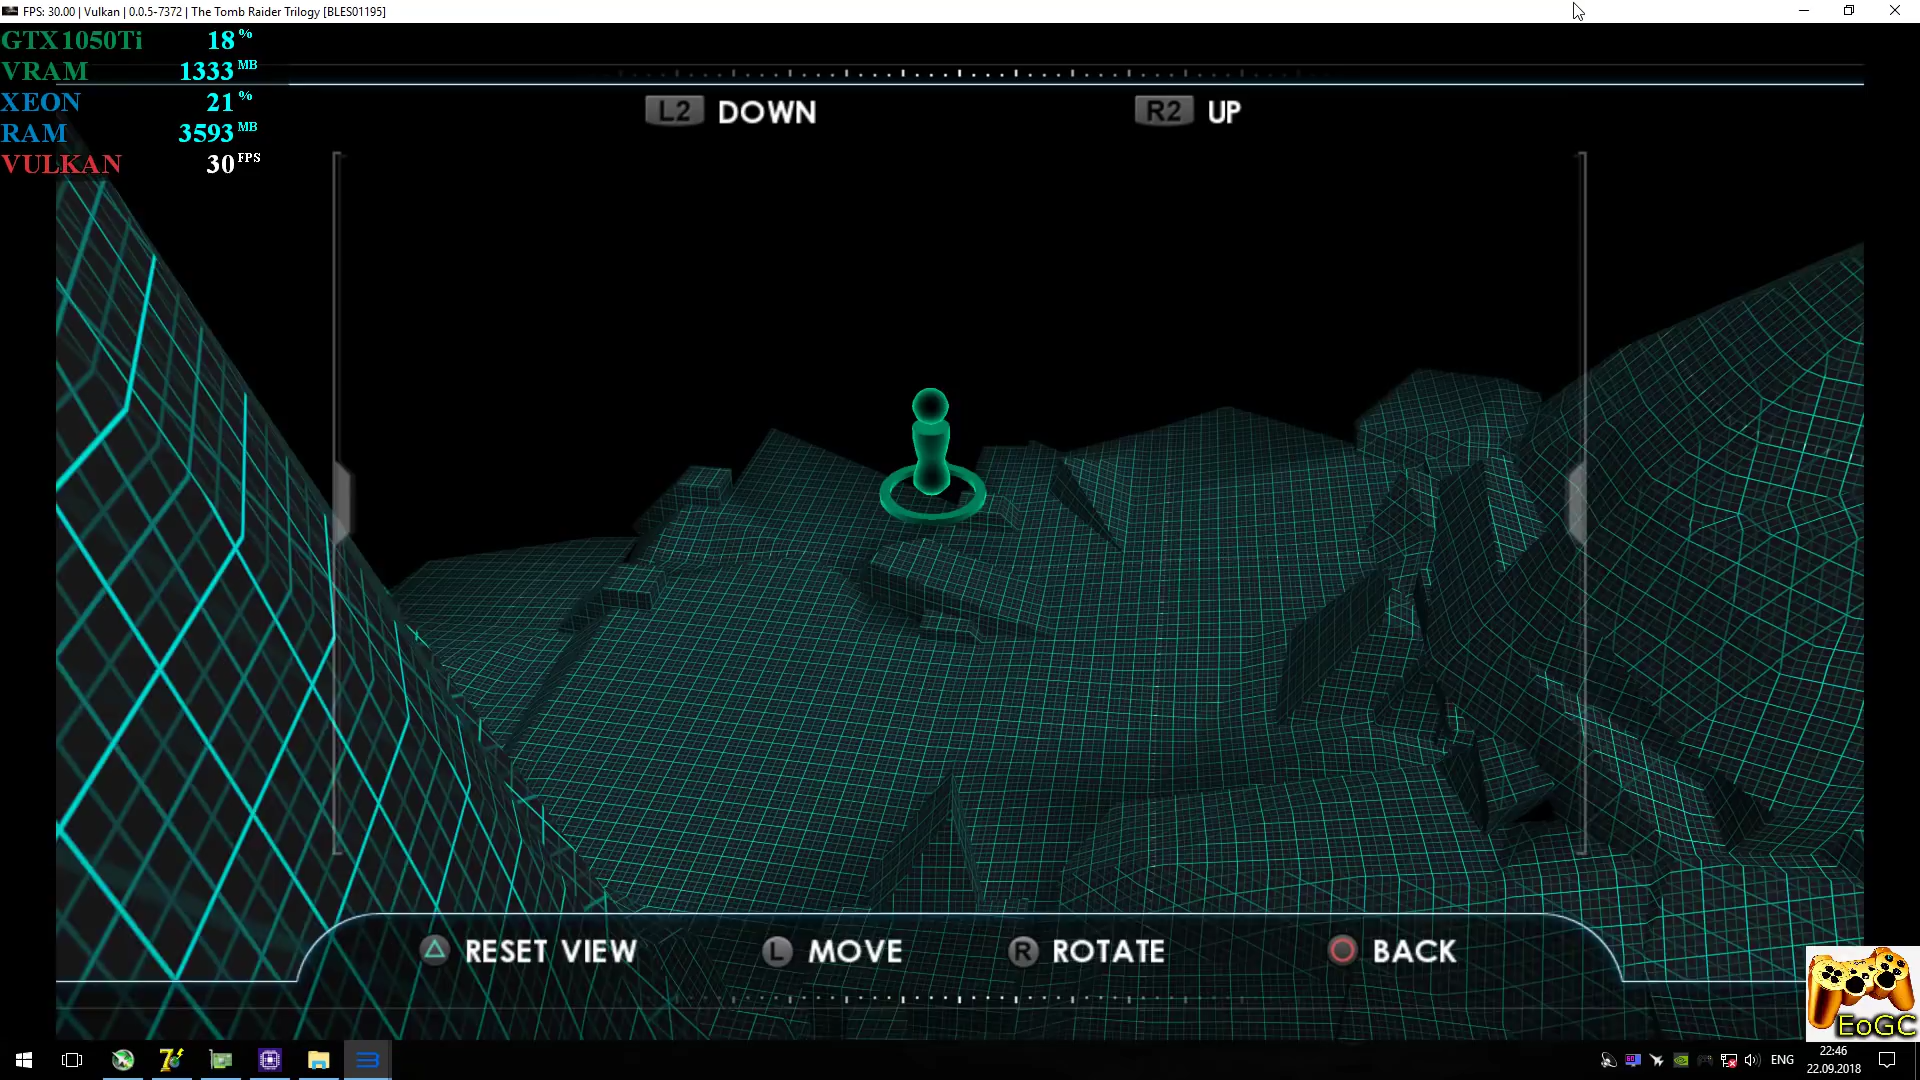 FPS: 30.00 | Vulkan | 0.0.5-7372 | The Tomb Raider Trilogy [BLES01195]
GTX1050Ti 18 %
VRAM 1333 MB
XEON 21 %
RAM 3593 MB
VULKAN 30 FPS
L2 DOWN R2 UP
RESET VIEW L MOVE R ROTATE BACK
EoGC
ENG 22:46
22.09.2018